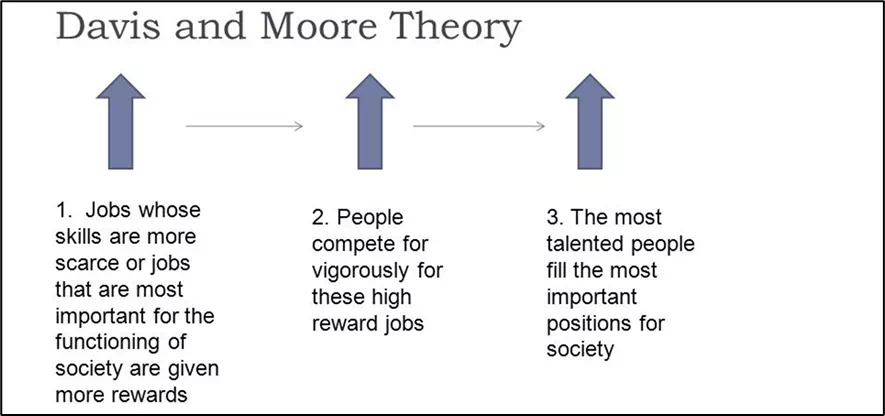 Davis and Moore Theory
1. Jobs whose
skills are more
scarce or jobs
that are most
important for the
functioning of
society are given
more rewards
2. People
compete for
vigorously for
these high
reward jobs
3. The most
talented people
fill the most
important
positions for
society